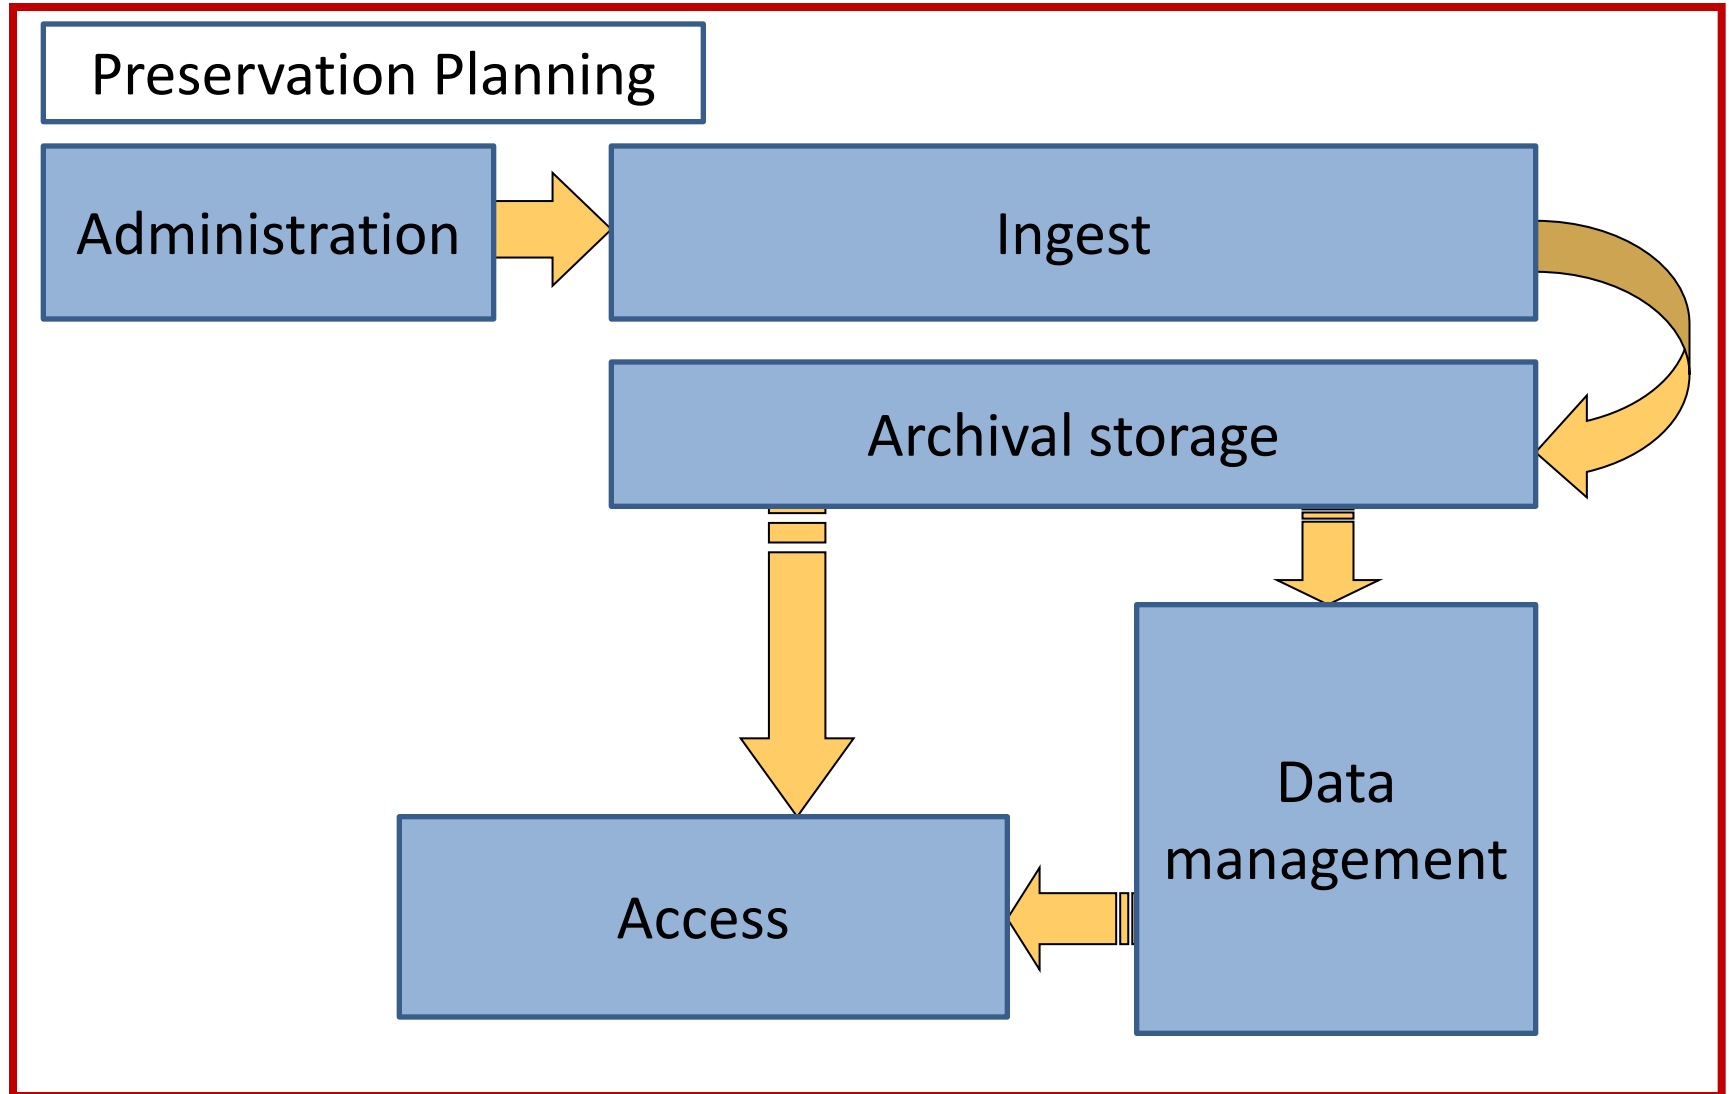 Preservation Planning
Administration
Ingest
Archival storage
Data
management
Access